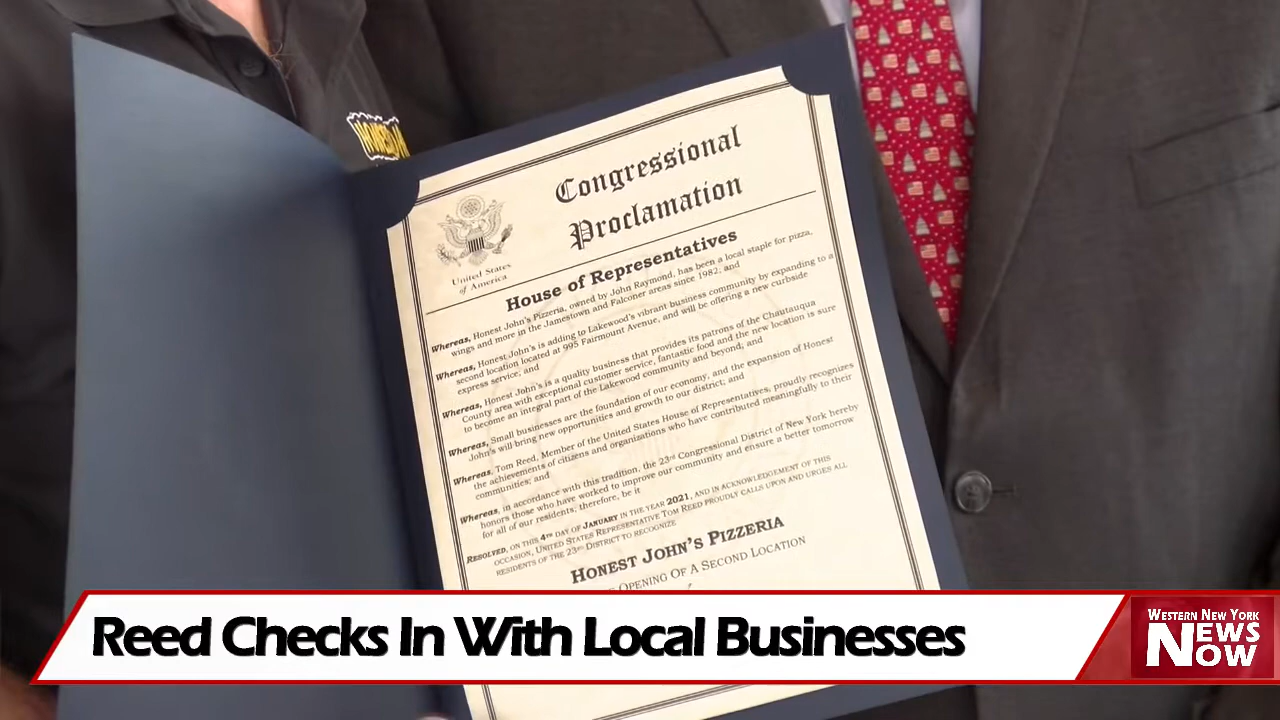 Congressional
Proclamation
United States
of America
House of Representatives
Whereas, Honest John's Pizzeria, owned by John Raymond, has been a local staple for pizza,
wings and more in the Jamestown and Falconer areas since 1982, and
Whereas, Honest John's is adding to Lakewood's vibrant business community by expanding to a
second location located at 995 Fairmount Avenue, and will be offering a new curbside
express service, and
Whereas, Honest John's is a quality business that provides its patrons of the Chautauqua
County area with exceptional customer service, fantastic food and the new location is sure
to become an integral part of the Lakewood community and beyond; and
Whereas, Small businesses are the foundation of our economy, and the expansion of Honest
John's will bring new opportunities and growth to our district; and
Whereas, Tom Reed, Member of the United States House of Representatives, proudly recognizes
the achievements of citizens and organizations who have contributed meaningfully to their
communities; and
Whereas, in accordance with this tradition, the 23rd Congressional District of New York hereby
honors those who have worked to improve our community and ensure a better tomorrow
for all of our residents, therefore, be it
RESOLVED, ON THIS 4TH DAY OF JANUARY IN THE YEAR 2021, AND IN ACKNOWLEDGEMENT OF THIS
OCCASION, UNITED STATES REPRESENTATIVE TOM REED PROUDLY CALLS UPON AND URGES ALL
RESIDENTS OF THE 23RD DISTRICT TO RECOGNIZE
HONEST JOHN'S PIZZERIA
OPENING OF A SECOND LOCATION
Reed Checks In With Local Businesses
WESTERN NEW YORK
NEWS
NOW